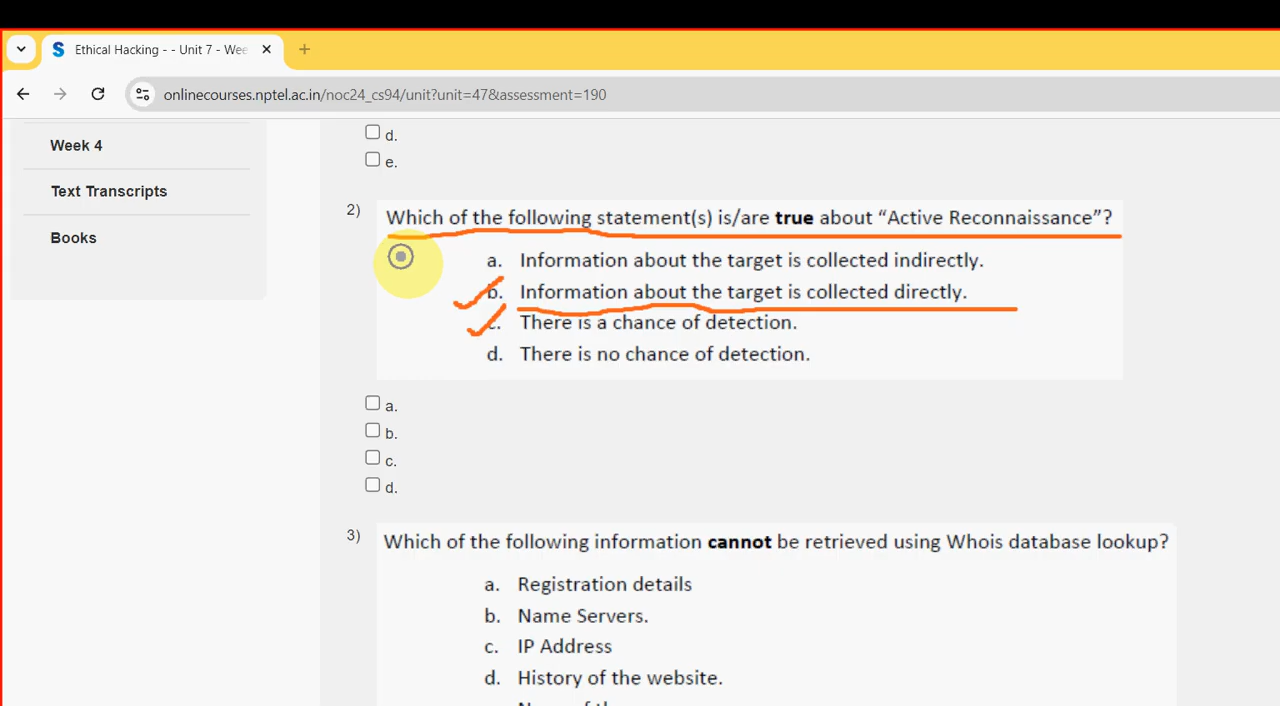 Ethical Hacking - - Unit 7 - Wee
onlinecourses.nptel.ac.in/noc24_cs94/unit?unit=47&assessment=190
Week 4
Text Transcripts
Books
d.
e.
2) Which of the following statement(s) is/are true about “Active Reconnaissance”?
a. Information about the target is collected indirectly.
b. Information about the target is collected directly.
c. There is a chance of detection.
d. There is no chance of detection.
a.
b.
c.
d.
3) Which of the following information cannot be retrieved using Whois database lookup?
a. Registration details
b. Name Servers.
c. IP Address
d. History of the website.